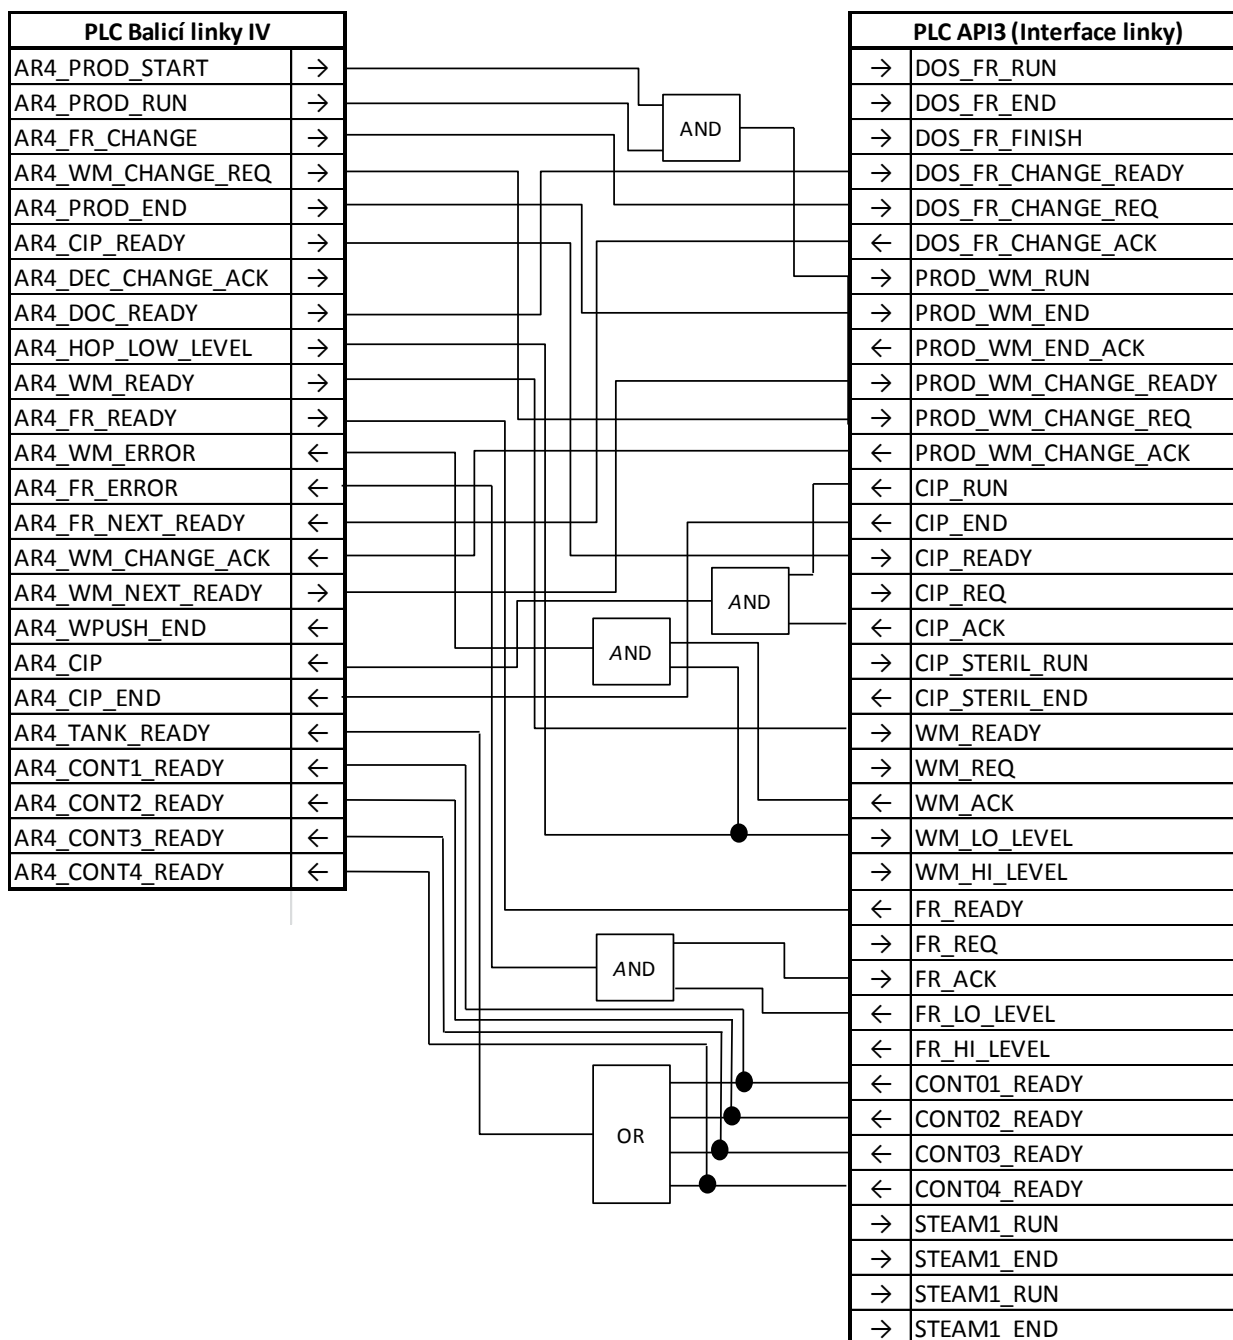 PLC Balicí linky IV
AR4_PROD_START →
AR4_PROD_RUN →
AR4_FR_CHANGE →
AR4_WM_CHANGE_REQ →
AR4_PROD_END →
AR4_CIP_READY →
AR4_DEC_CHANGE_ACK →
AR4_DOC_READY →
AR4_HOP_LOW_LEVEL →
AR4_WM_READY →
AR4_FR_READY →
AR4_WM_ERROR ←
AR4_FR_ERROR ←
AR4_FR_NEXT_READY ←
AR4_WM_CHANGE_ACK ←
AR4_WM_NEXT_READY →
AR4_WPUSH_END ←
AR4_CIP ←
AR4_CIP_END ←
AR4_TANK_READY ←
AR4_CONT1_READY ←
AR4_CONT2_READY ←
AR4_CONT3_READY ←
AR4_CONT4_READY ←
AND
AND
AND
AND
OR
PLC API3 (Interface linky)
→ DOS_FR_RUN
→ DOS_FR_END
→ DOS_FR_FINISH
→ DOS_FR_CHANGE_READY
→ DOS_FR_CHANGE_REQ
← DOS_FR_CHANGE_ACK
→ PROD_WM_RUN
→ PROD_WM_END
← PROD_WM_END_ACK
→ PROD_WM_CHANGE_READY
→ PROD_WM_CHANGE_REQ
← PROD_WM_CHANGE_ACK
← CIP_RUN
← CIP_END
→ CIP_READY
→ CIP_REQ
← CIP_ACK
→ CIP_STERIL_RUN
← CIP_STERIL_END
→ WM_READY
→ WM_REQ
← WM_ACK
→ WM_LO_LEVEL
→ WM_HI_LEVEL
← FR_READY
→ FR_REQ
→ FR_ACK
← FR_LO_LEVEL
← FR_HI_LEVEL
← CONT01_READY
← CONT02_READY
← CONT03_READY
← CONT04_READY
→ STEAM1_RUN
→ STEAM1_END
→ STEAM1_RUN
→ STEAM1_END